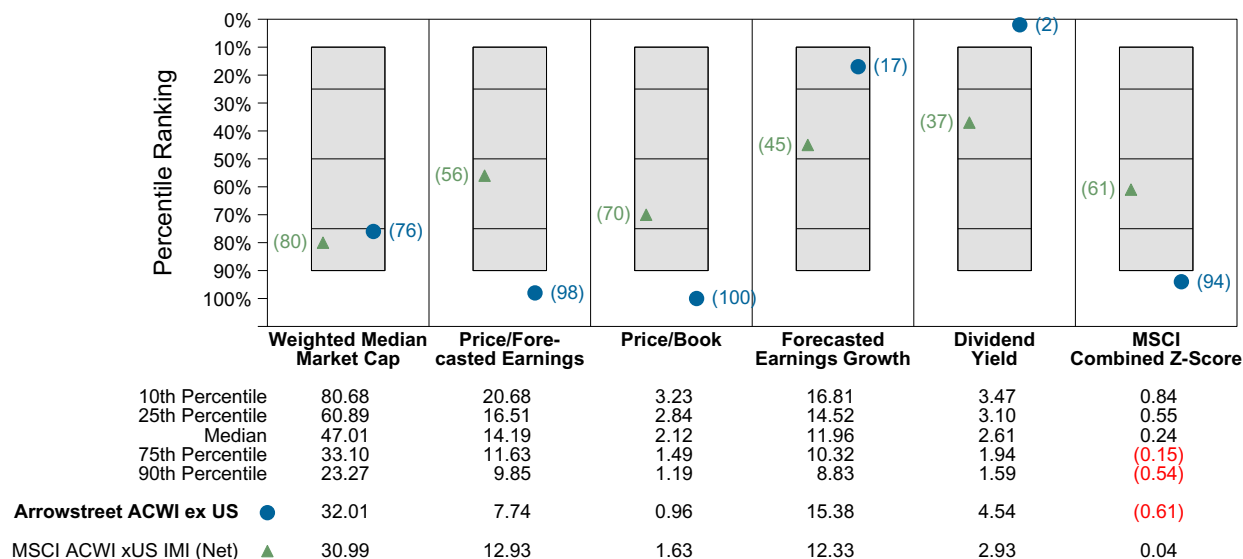 Percentile Ranking
0%
10%
20%
30%
40%
50%
60%
70%
80%
90%
100%
(80) (76)
(56) (98)
(70) (100)
(45) (17)
(37) (2)
(61) (94)
Weighted Median
Market Cap
Price/Fore-
casted Earnings
Price/Book
Forecasted
Earnings Growth
Dividend
Yield
MSCI
Combined Z-Score
10th Percentile 80.68 20.68 3.23 16.81 3.47 0.84
25th Percentile 60.89 16.51 2.84 14.52 3.10 0.55
Median 47.01 14.19 2.12 11.96 2.61 0.24
75th Percentile 33.10 11.63 1.49 10.32 1.94 (0.15)
90th Percentile 23.27 9.85 1.19 8.83 1.59 (0.54)
Arrowstreet ACWI ex US 32.01 7.74 0.96 15.38 4.54 (0.61)
MSCI ACWI xUS IMI (Net) 30.99 12.93 1.63 12.33 2.93 0.04